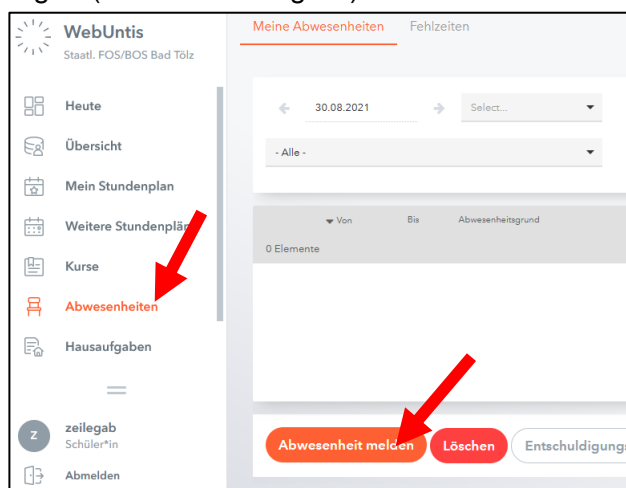 WebUntis
Staatl. FOS/BOS Bad Tölz
Heute
Übersicht
Mein Stundenplan
Weitere Stundenplän
Kurse
Abwesenheiten
Hausaufgaben
z
zeilegab
Schüler*in
Abmelden
Meine Abwesenheiten Fehlzeiten
30.08.2021 Select...
- Alle -
Von Bis Abwesenheitsgrund
0 Elemente
Abwesenheit melden Löschen Entschuldigung